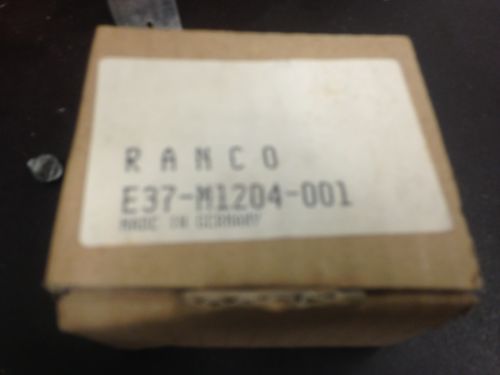 RANCO
E37-M1204-001
MADE IN GERMANY